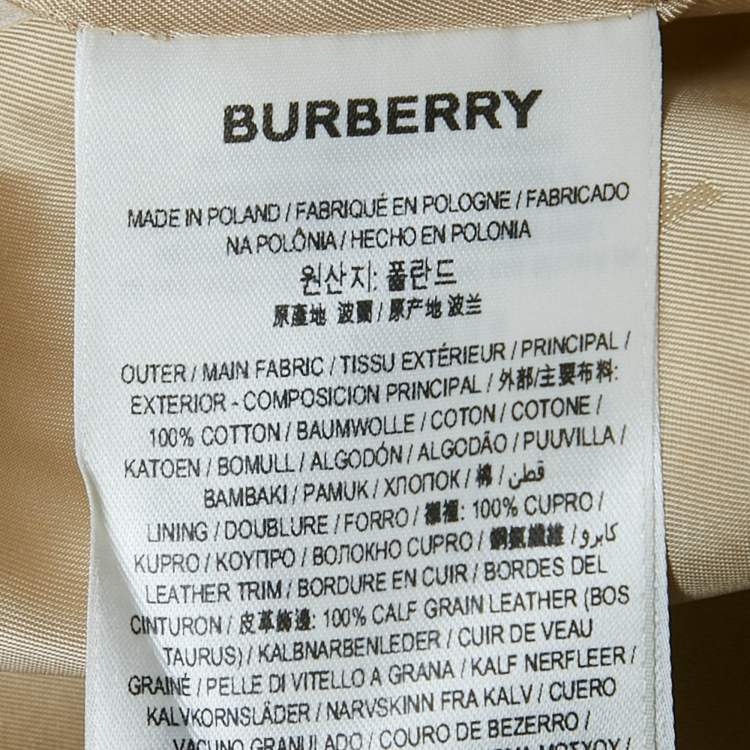 BURBERRY
MADE IN POLAND / FABRIQUÉ EN POLOGNE / FABRICADO
NA POLÔNIA / HECHO EN POLONIA
원산지: 폴란드
原產地 波蘭 / 原产地 波兰
OUTER / MAIN FABRIC / TISSU EXTÉRIEUR / PRINCIPAL /
EXTERIOR - COMPOSICION PRINCIPAL / 外部/主要布料:
100% COTTON / BAUMWOLLE / COTON / COTONE /
KATOEN / BOMULL / ALGODÓN / ALGODÃO / PUUVILLA /
BAMBAKI / PAMUK / ХЛОПОК / 棉 / قطن /
LINING / DOUBLURE / FORRO / 襯裡: 100% CUPRO /
KUPRO / ΚΟΥΠΡΟ / ВОЛОКНО CUPRO / 銅氨纖維 / كابرو /
LEATHER TRIM / BORDURE EN CUIR / BORDES DEL
CINTURON / 皮革飾邊: 100% CALF GRAIN LEATHER (BOS
TAURUS) / KALBNARBENLEDER / CUIR DE VEAU
GRAINÉ / PELLE DI VITELLO A GRANA / KALF NERFLEER /
KALVKORNSLÄDER / NARVSKINN FRA KALV / CUERO
VACUNO GRANULADO / COURO DE BEZERRO /